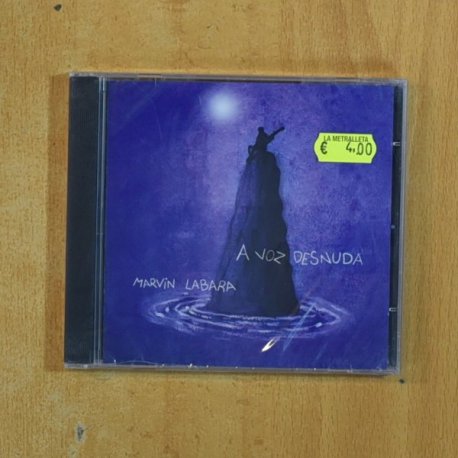 LA METRALLETA
€ 4,00
A VOZ DESNUDA
MARVIN LABARA